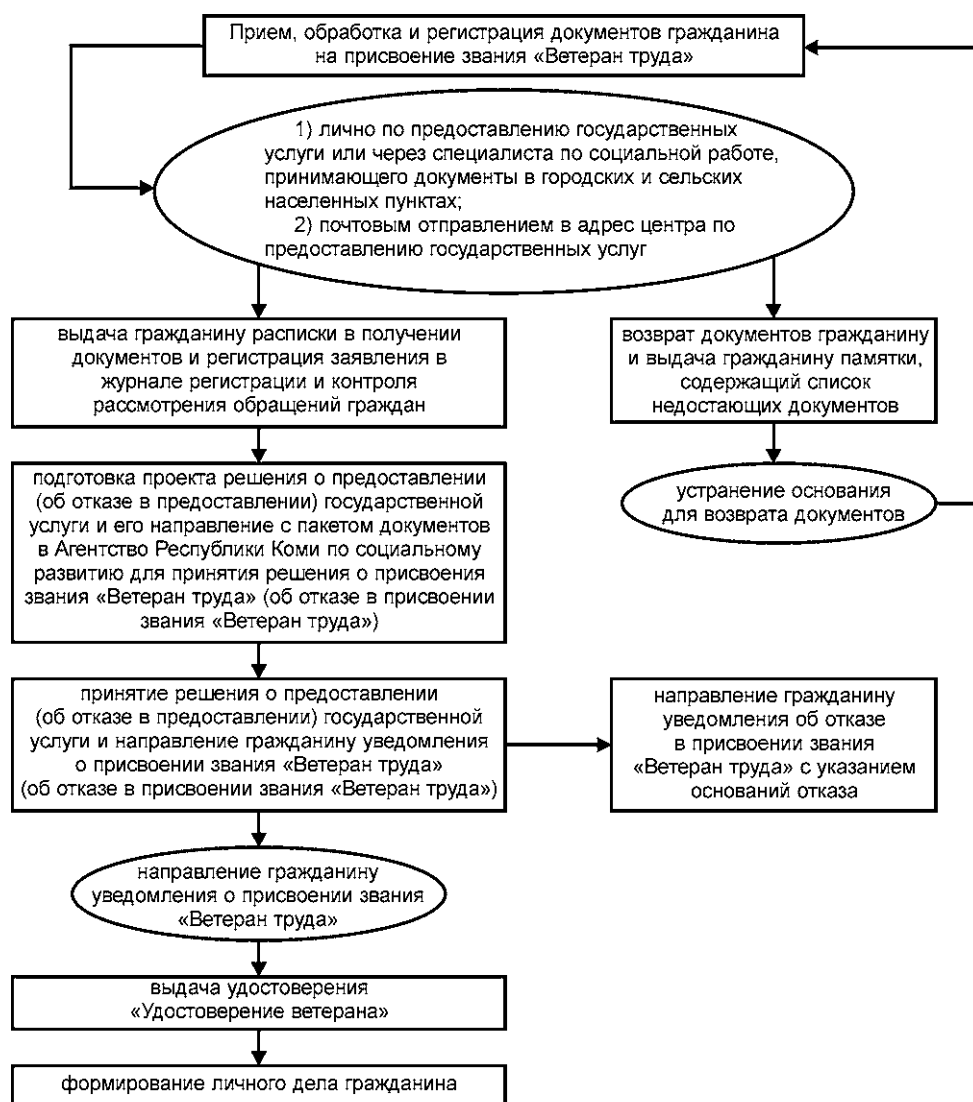 Прием, обработка и регистрация документов гражданина
на присвоение звания «Ветеран труда»
1) лично по предоставлению государственных
услуги или через специалиста по социальной работе,
принимающего документы в городских и сельских
населенных пунктах;
2) почтовым отправлением в адрес центра по
предоставлению государственных услуг
выдача гражданину расписки в получении
документов и регистрация заявления в
журнале регистрации и контроля
рассмотрения обращений граждан
возврат документов гражданину
и выдача гражданину памятки,
содержащий список
недостающих документов
подготовка проекта решения о предоставлении
(об отказе в предоставлении) государственной
услуги и его направление с пакетом документов
в Агентство Республики Коми по социальному
развитию для принятия решения о присвоения
звания «Ветеран труда» (об отказе в присвоении
звания «Ветеран труда»)
устранение основания
для возврата документов
принятие решения о предоставлении
(об отказе в предоставлении) государственной
услуги и направление гражданину уведомления
о присвоении звания «Ветеран труда»
(об отказе в присвоении звания «Ветеран труда»)
направление гражданину
уведомления об отказе
в присвоении звания
«Ветеран труда» с указанием
оснований отказа
направление гражданину
уведомления о присвоении звания
«Ветеран труда»
выдача удостоверения
«Удостоверение ветерана»
формирование личного дела гражданина